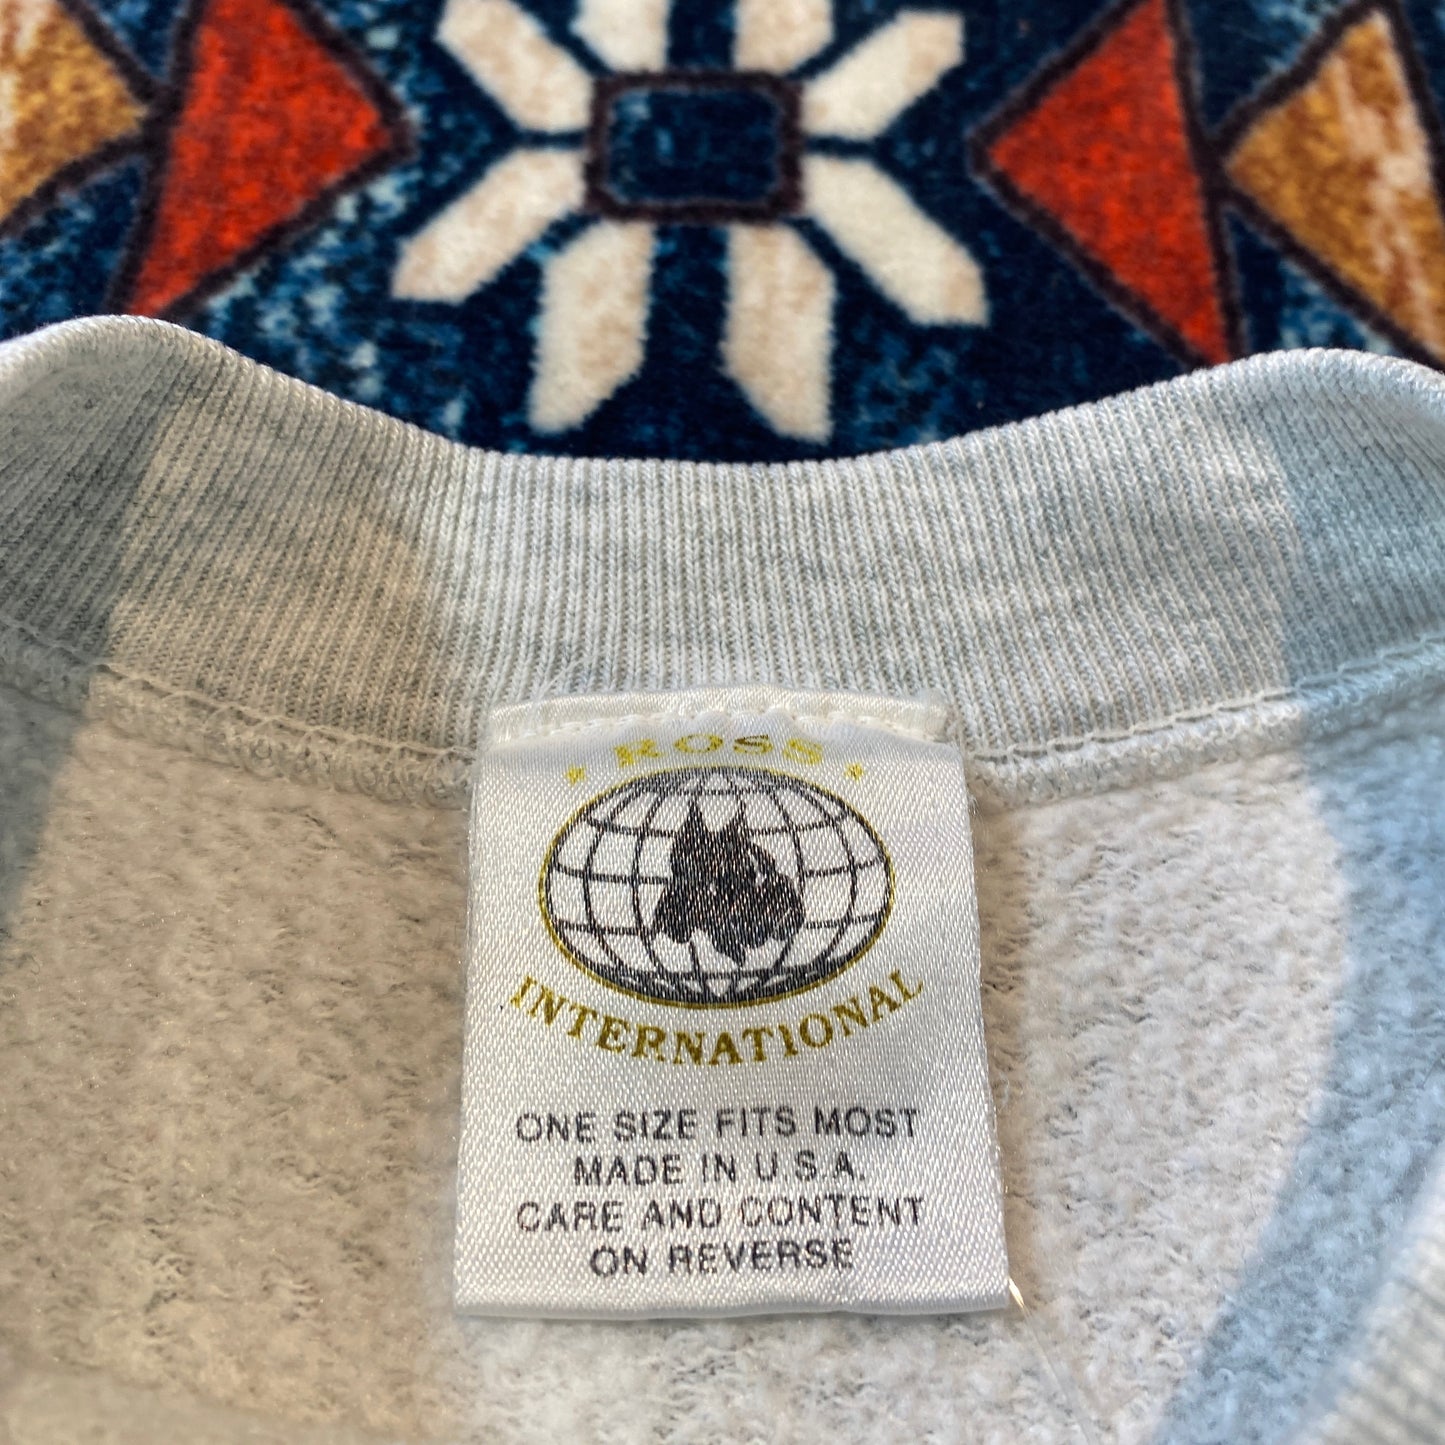 ROSS
INTERNATIONAL
ONE SIZE FITS MOST
MADE IN U.S.A.
CARE AND CONTENT
ON REVERSE